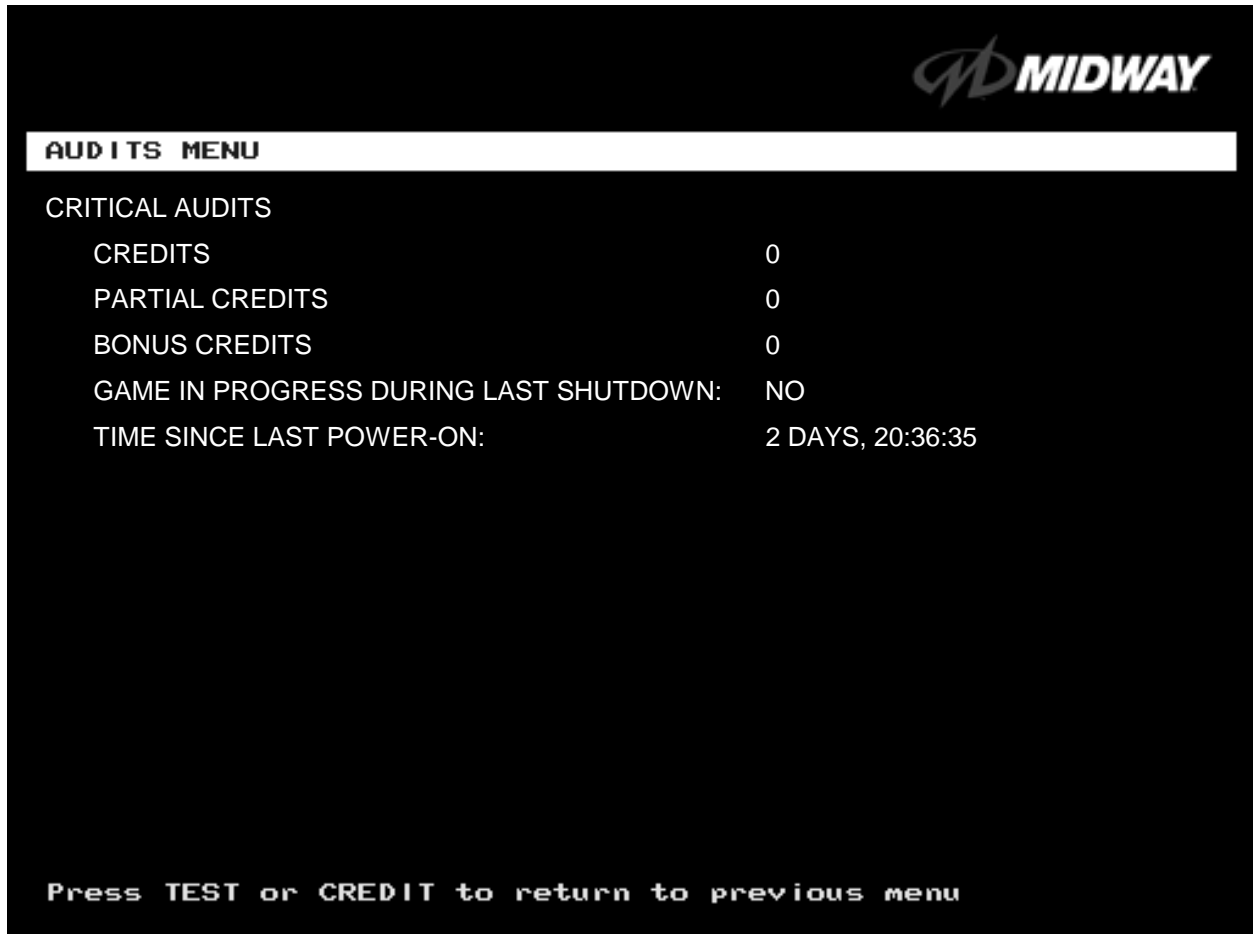 MIDWAY
AUDITS MENU
CRITICAL AUDITS
CREDITS 0
PARTIAL CREDITS 0
BONUS CREDITS 0
GAME IN PROGRESS DURING LAST SHUTDOWN: NO
TIME SINCE LAST POWER-ON: 2 DAYS, 20:36:35
Press TEST or CREDIT to return to previous menu